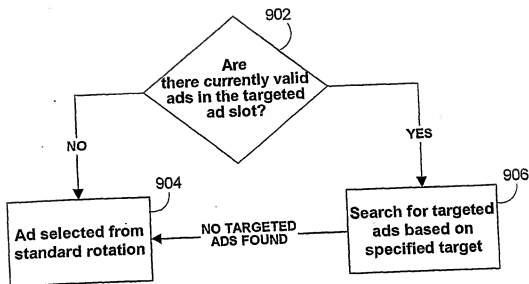 902
Are
there currently valid
ads in the targeted
ad slot?
NO
YES
904
906
Ad selected from
standard rotation
NO TARGETED
ADS FOUND
Search for targeted
ads based on
specified target